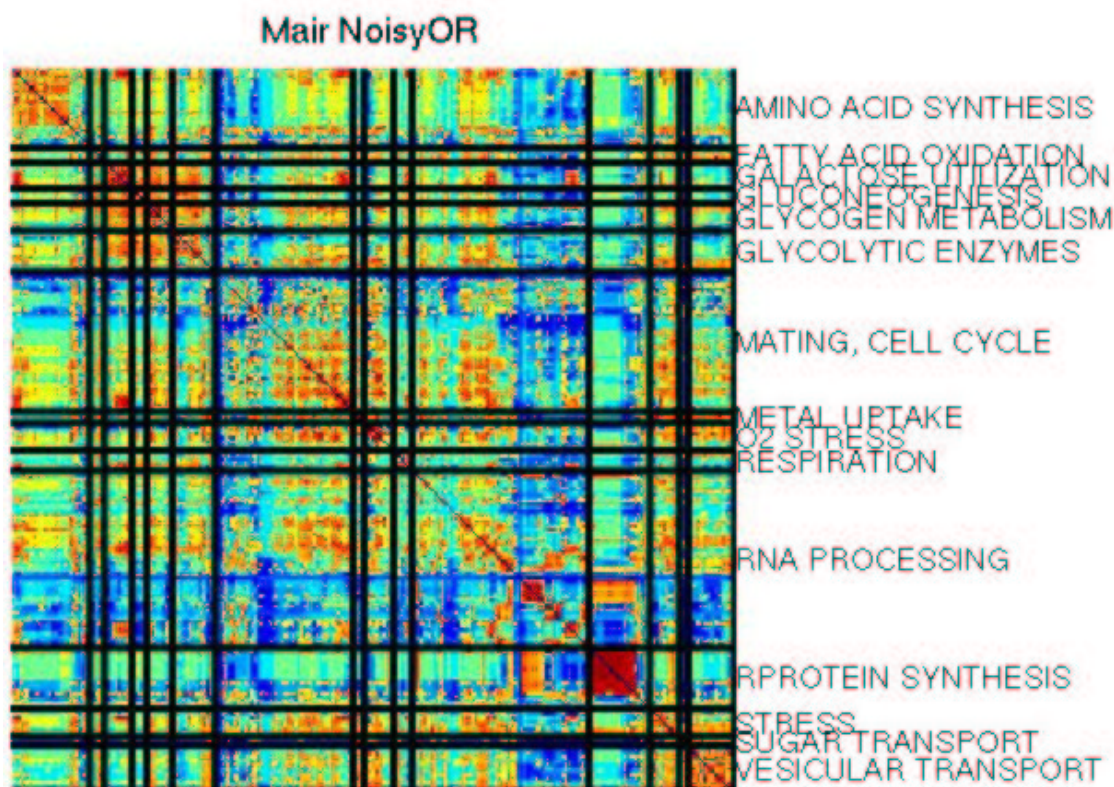 Mair NoisyOR
AMINO ACID SYNTHESIS
FATTY ACID OXIDATION
GALACTOSE UTILIZATION
GLUCONEOGENESIS
GLYCOGEN METABOLISM
GLYCOLYTIC ENZYMES
MATING, CELL CYCLE
METAL UPTAKE
O2 STRESS
RESPIRATION
RNA PROCESSING
RPROTEIN SYNTHESIS
STRESS
SUGAR TRANSPORT
VESICULAR TRANSPORT